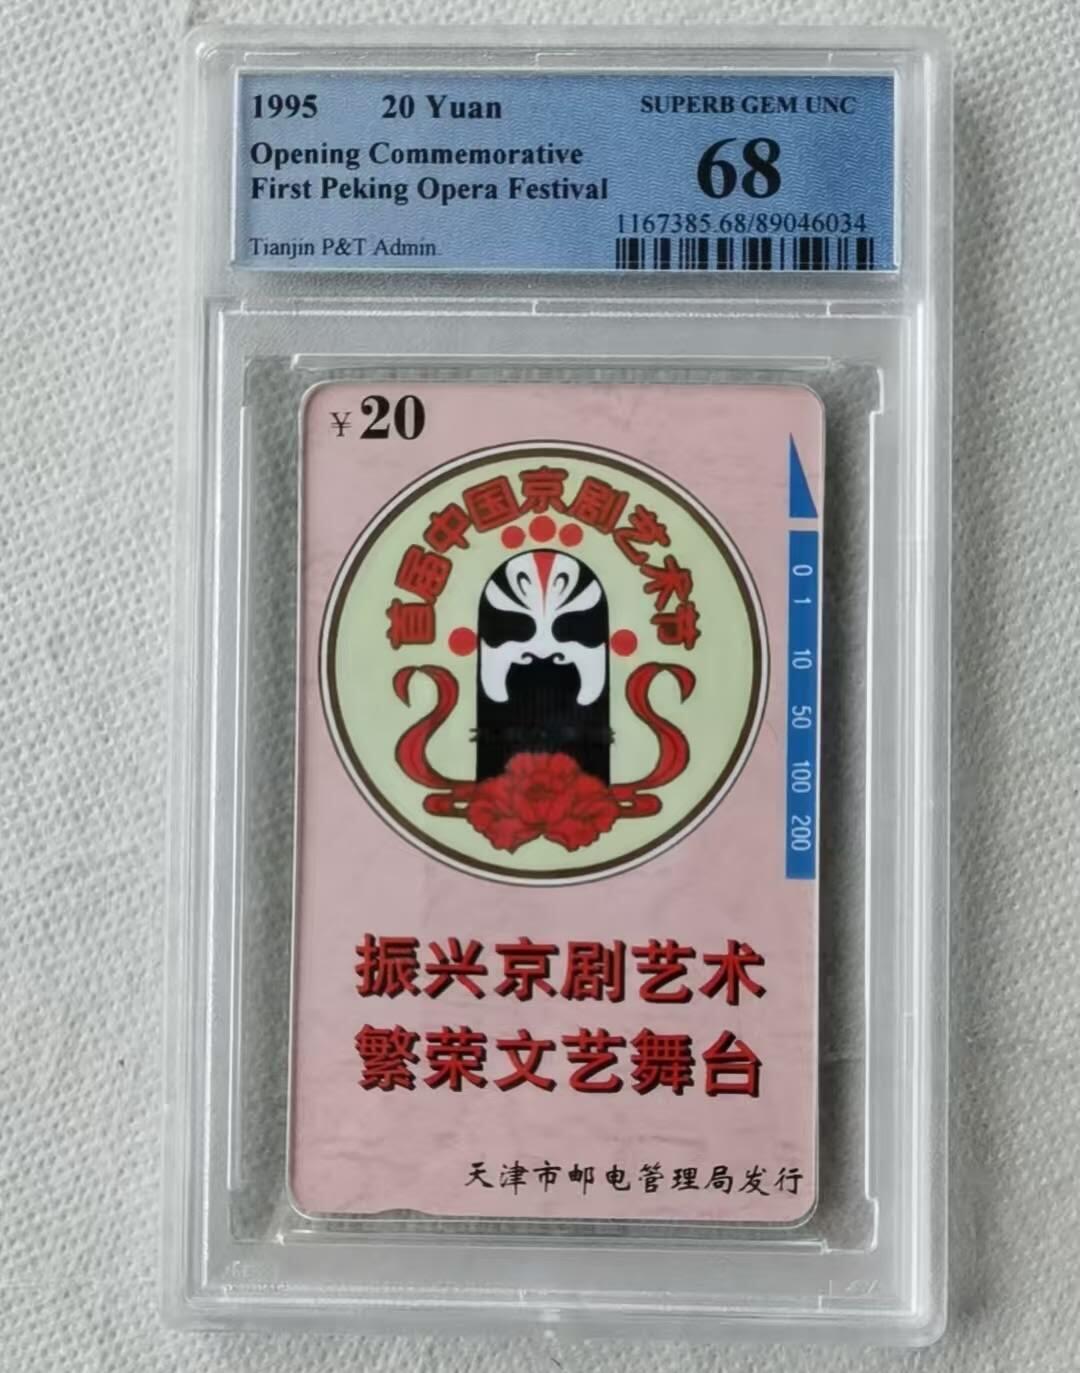 1995 20 Yuan
SUPERB GEM UNC
Opening Commemorative
68
First Peking Opera Festival
1167385.68/89046034
Tianjin P&T Admin.
¥20
首届中国京剧艺术节
0 1 10 50 100 200
振兴京剧艺术
繁荣文艺舞台
天津市邮电管理局发行